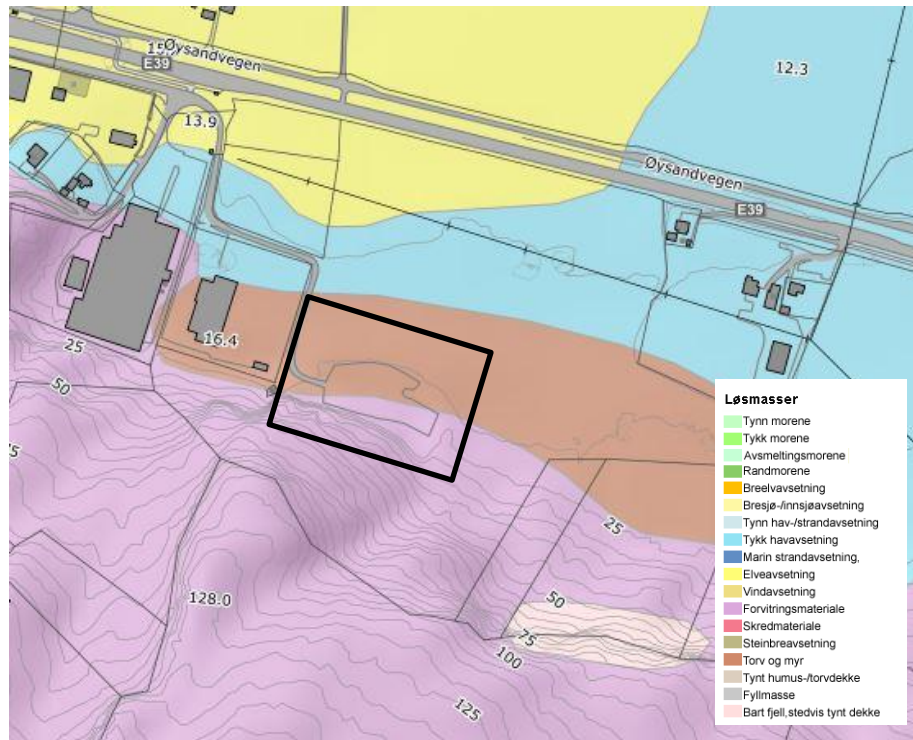 15.
Øysandvegen
E39
12.3
13.9
Øysandvegen
E39
16.4
25
50
75
25
128.0
50
75
100
125
Løsmasser
Tynn morene
Tykk morene
Avsmeltingsmorene
Randmorene
Breelvavsetning
Bresjø-/innsjøavsetning
Tynn hav-/strandavsetning
Tykk havavsetning
Marin strandavsetning,
Elveavsetning
Vindavsetning
Forvitringsmateriale
Skredmateriale
Steinbreavsetning
Torv og myr
Tynt humus-/torvdekke
Fyllmasse
Bart fjell,stedvis tynt dekke